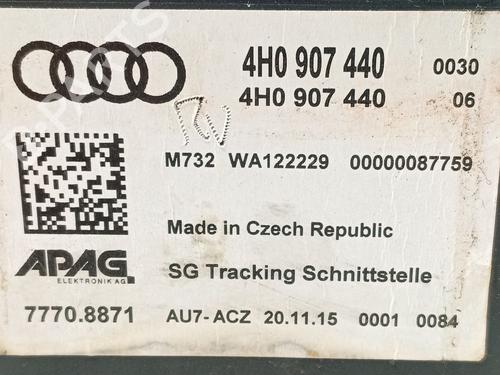 4H0 907 440 0030
4H0 907 440 06
RW
M732 WA122229 00000087759
Made in Czech Republic
APAG
ELEKTRONIK AG
SG Tracking Schnittstelle
7770.8871
AU7-ACZ 20.11.15 0001 0084